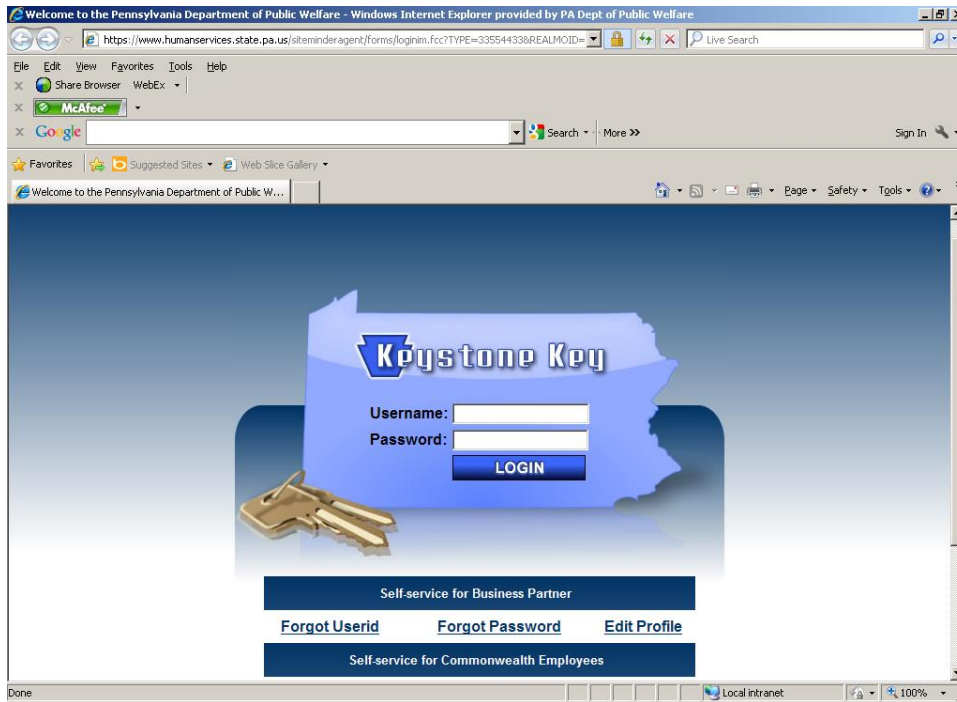 Welcome to the Pennsylvania Department of Public Welfare - Windows Internet Explorer provided by PA Dept of Public Welfare
https://www.humanservices.state.pa.us/siteminderagent/forms/loginim.fcc?TYPE=33554433&REALMOID=
Live Search
File Edit View Favorites Tools Help
x Share Browser WebEx
x McAfee
x Google Search More >> Sign In
Favorites Suggested Sites Web Slice Gallery
Welcome to the Pennsylvania Department of Public W... Page Safety Tools
Keystone Key
Username:
Password:
LOGIN
Self-service for Business Partner
Forgot Userid Forgot Password Edit Profile
Self-service for Commonwealth Employees
Done Local intranet 100%